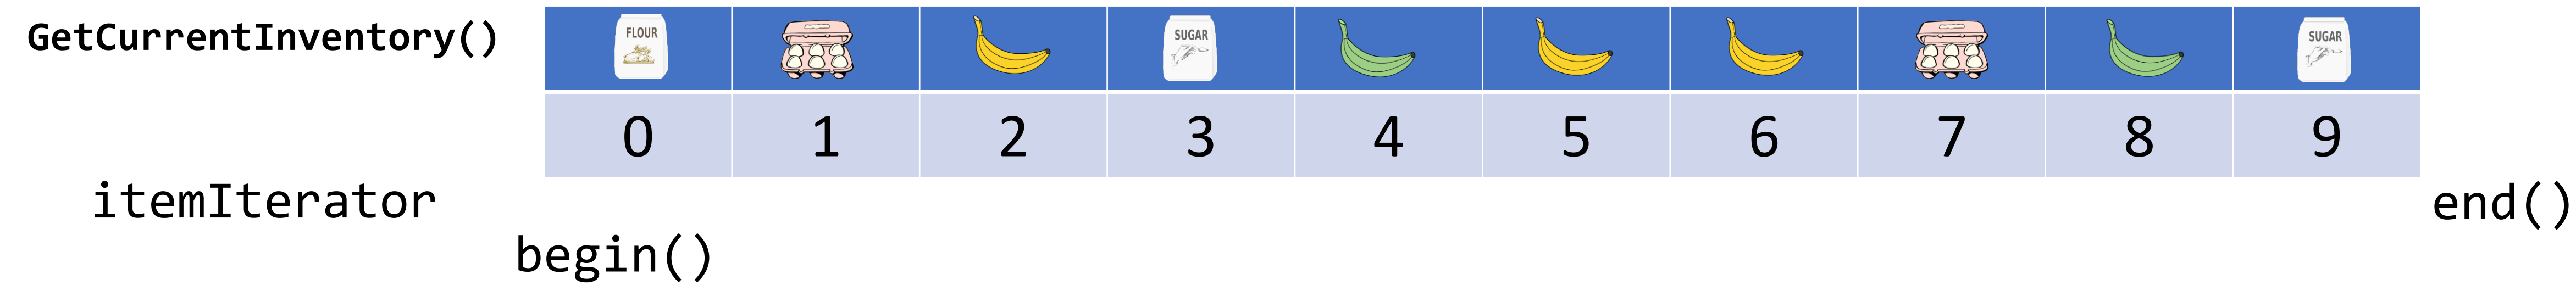 GetCurrentInventory()
FLOUR
SUGAR
SUGAR
0 1 2 3 4 5 6 7 8 9
itemIterator
end()
begin()